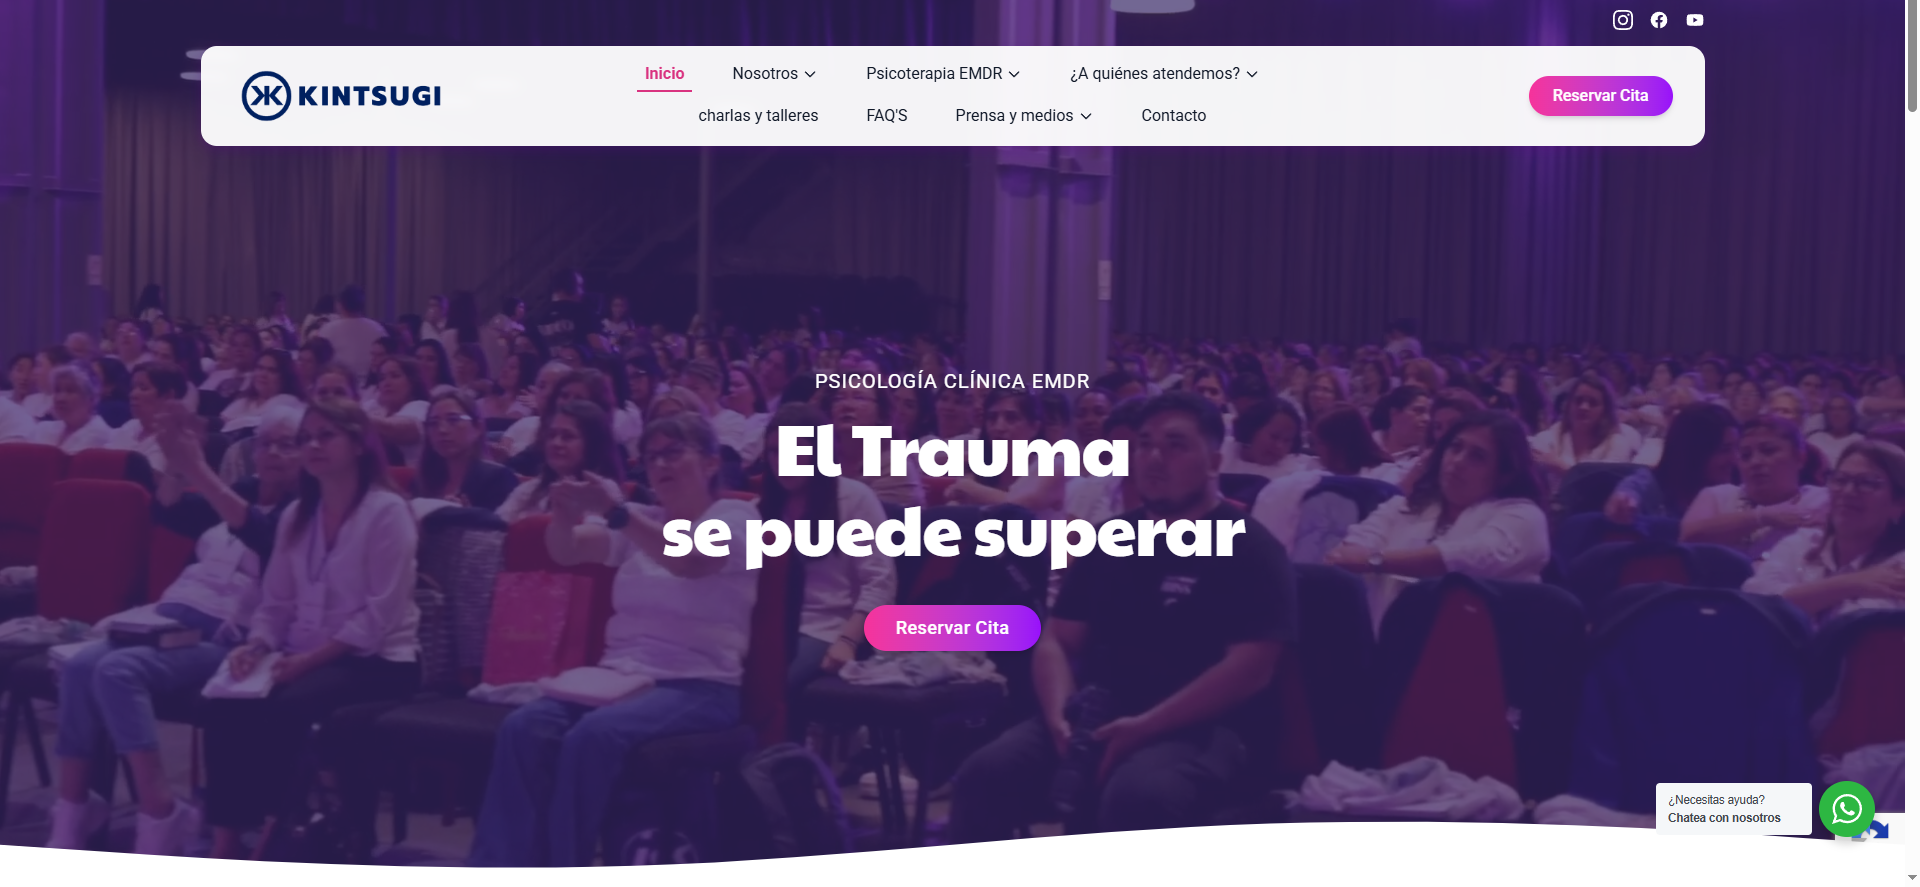 KINTSUGI
Inicio
Nosotros
Psicoterapia EMDR
¿A quiénes atendemos?
charlas y talleres
FAQ'S
Prensa y medios
Contacto
Reservar Cita
PSICOLOGÍA CLÍNICA EMDR
El Trauma
se puede superar
Reservar Cita
¿Necesitas ayuda?
Chatea con nosotros